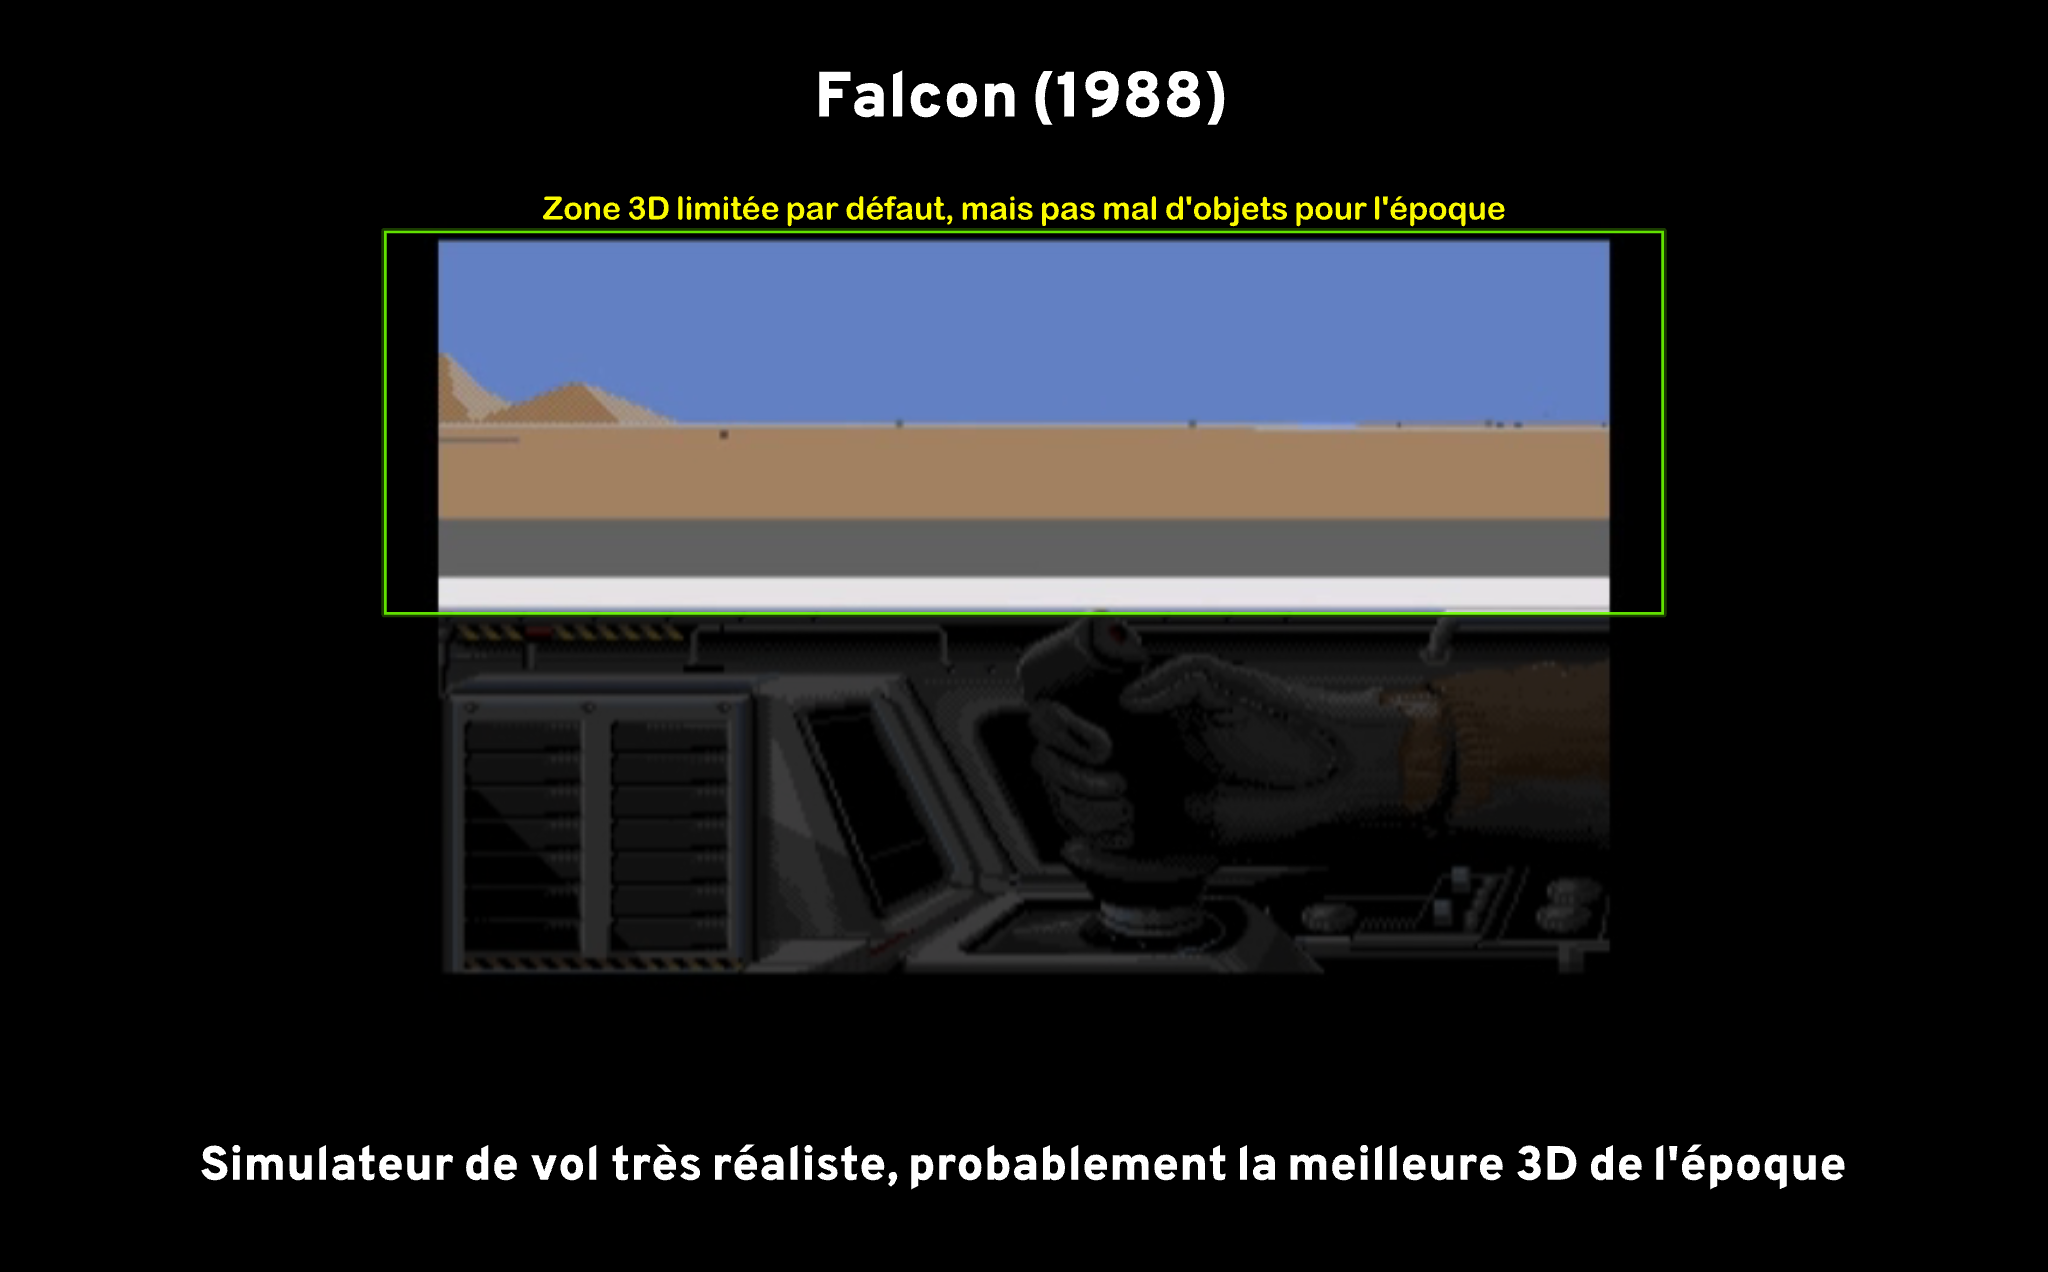 Falcon (1988)
Zone 3D limitée par défaut, mais pas mal d'objets pour l'époque
Simulateur de vol très réaliste, probablement la meilleure 3D de l'époque